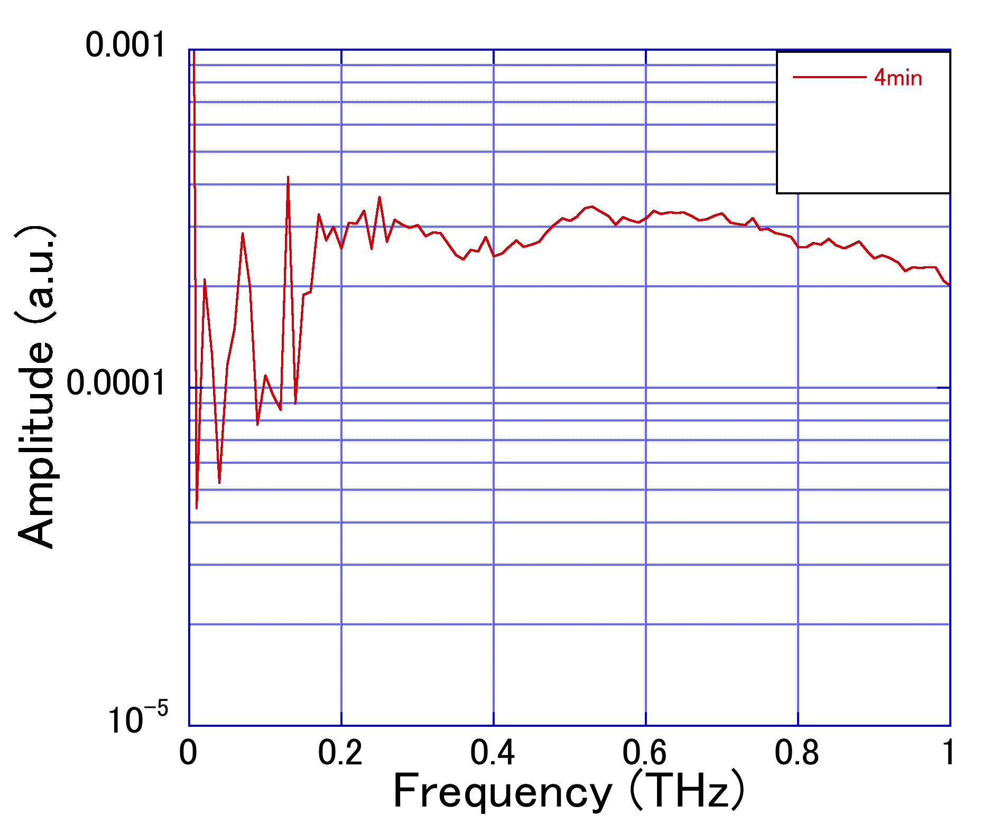 0.001
4min
Amplitude (a.u.)
0.0001
10⁻⁵
0 0.2 0.4 0.6 0.8 1
Frequency (THz)